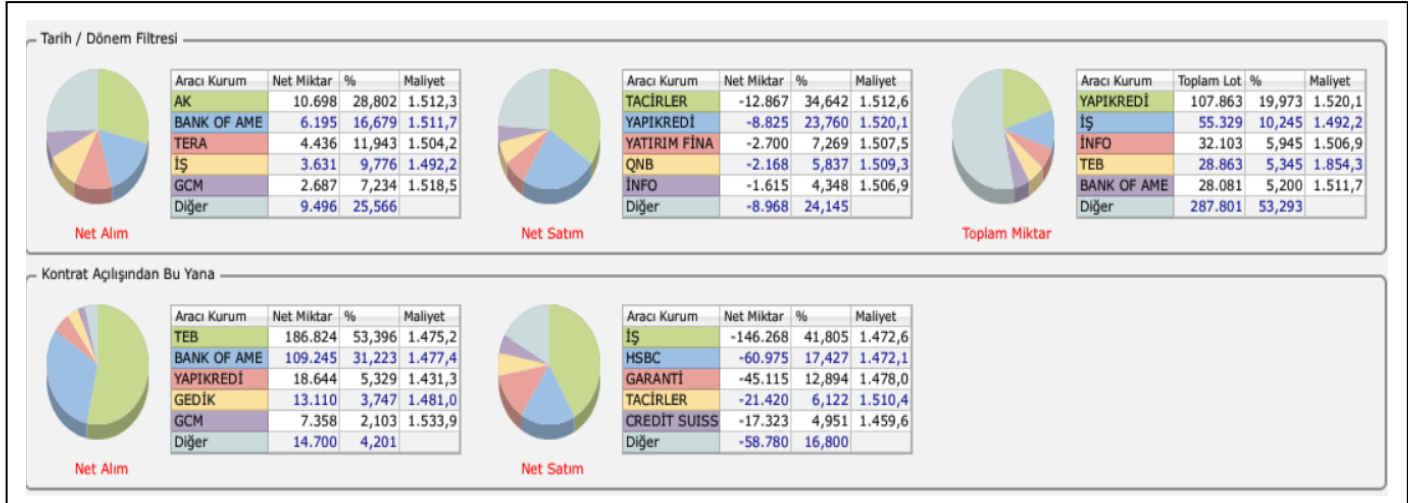 Tarih / Dönem Filtresi
Aracı Kurum Net Miktar % Maliyet
AK 10.698 28,802 1.512,3
BANK OF AME 6.195 16,679 1.511,7
TERA 4.436 11,943 1.504,2
İŞ 3.631 9,776 1.492,2
GCM 2.687 7,234 1.518,5
Diğer 9.496 25,566
Net Alım
Aracı Kurum Net Miktar % Maliyet
TACİRLER -12.867 34,642 1.512,6
YAPIKREDİ -8.825 23,760 1.520,1
YATIRIM FİNA -2.700 7,269 1.507,5
QNB -2.168 5,837 1.509,3
İNFO -1.615 4,348 1.506,9
Diğer -8.968 24,145
Net Satım
Aracı Kurum Toplam Lot % Maliyet
YAPIKREDİ 107.863 19,973 1.520,1
İŞ 55.329 10,245 1.492,2
İNFO 32.103 5,945 1.506,9
TEB 28.863 5,345 1.854,3
BANK OF AME 28.081 5,200 1.511,7
Diğer 287.801 53,293
Toplam Miktar
Kontrat Açılışından Bu Yana
Aracı Kurum Net Miktar % Maliyet
TEB 186.824 53,396 1.475,2
BANK OF AME 109.245 31,223 1.477,4
YAPIKREDİ 18.644 5,329 1.431,3
GEDİK 13.110 3,747 1.481,0
GCM 7.358 2,103 1.533,9
Diğer 14.700 4,201
Net Alım
Aracı Kurum Net Miktar % Maliyet
İŞ -146.268 41,805 1.472,6
HSBC -60.975 17,427 1.472,1
GARANTİ -45.115 12,894 1.478,0
TACİRLER -21.420 6,122 1.510,4
CREDİT SUISS -17.323 4,951 1.459,6
Diğer -58.780 16,800
Net Satım